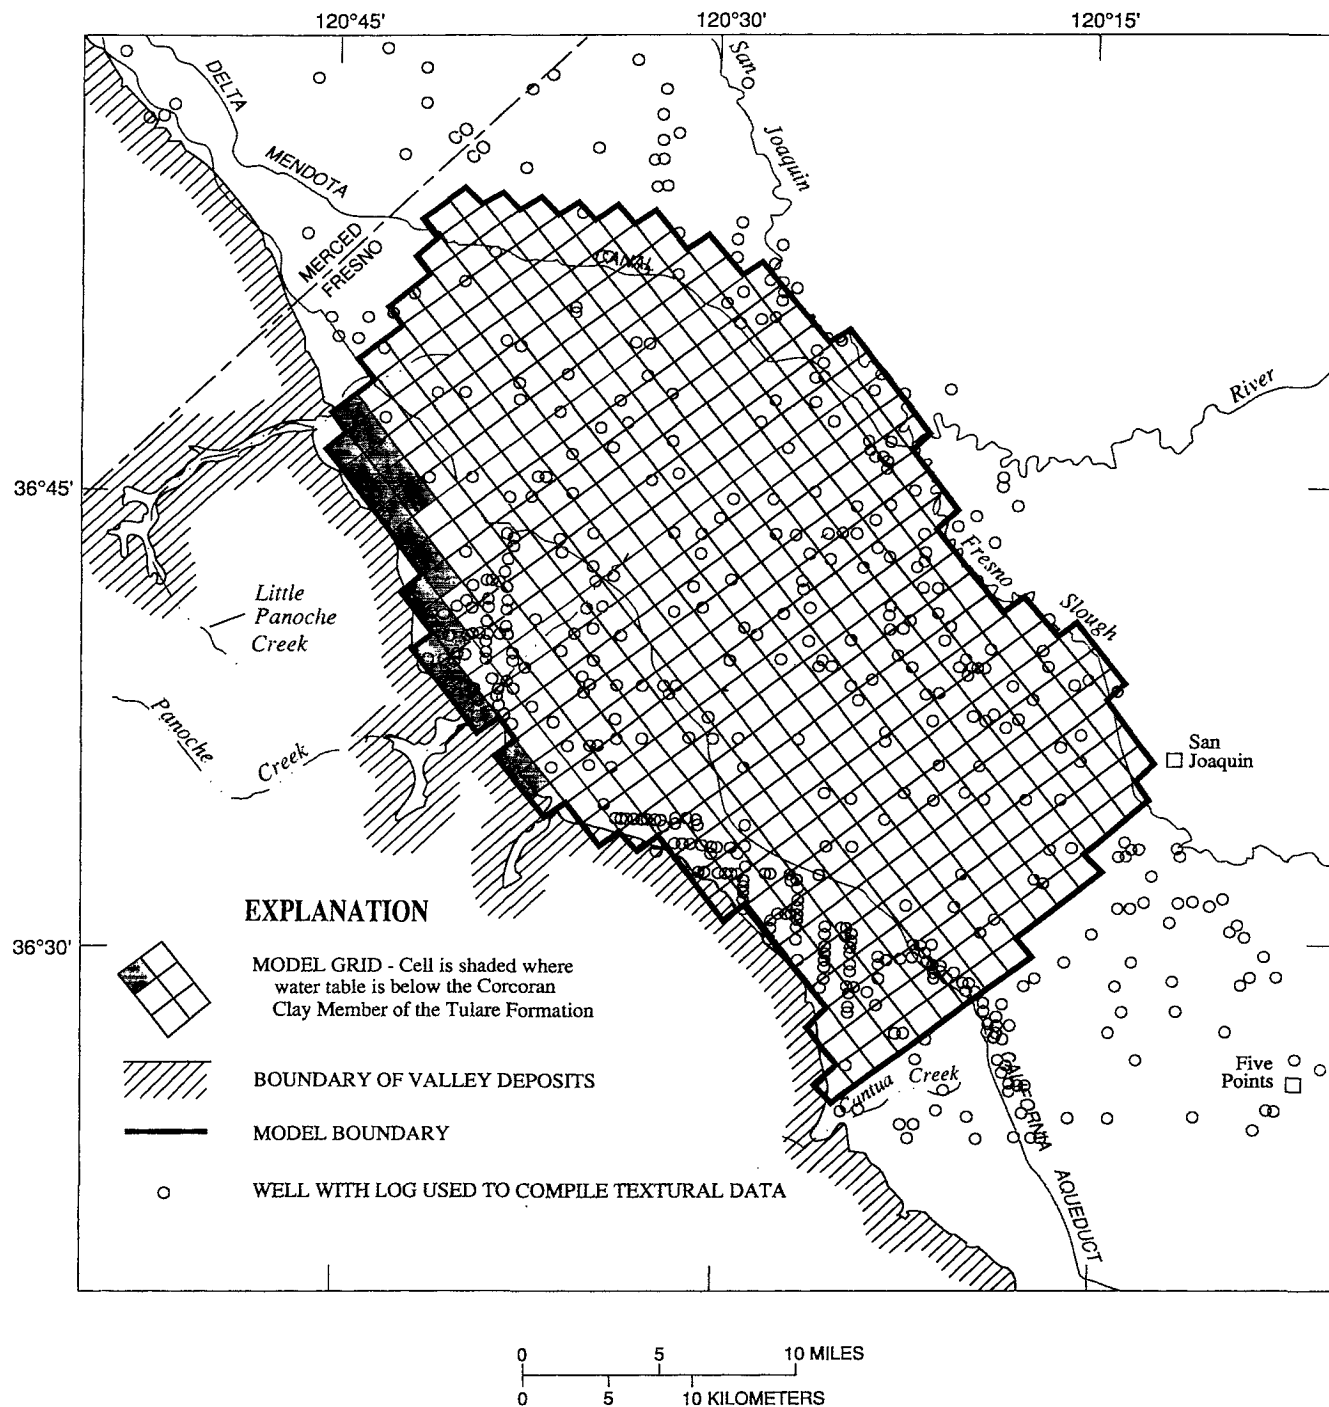 120°45'
120°30'
120°15'
San
Joaquin
DELTA
MENDOTA
CANAL
CO
CO
MERCED
FRESNO
River
36°45'
Fresno
Slough
Little
Panoche
Creek
Panoche
Creek
San
Joaquin
36°30'
EXPLANATION
MODEL GRID - Cell is shaded where
water table is below the Corcoran
Clay Member of the Tulare Formation
BOUNDARY OF VALLEY DEPOSITS
MODEL BOUNDARY
WELL WITH LOG USED TO COMPILE TEXTURAL DATA
Five
Points
Cantua Creek
CALIFORNIA
AQUEDUCT
0 5 10 MILES
0 5 10 KILOMETERS